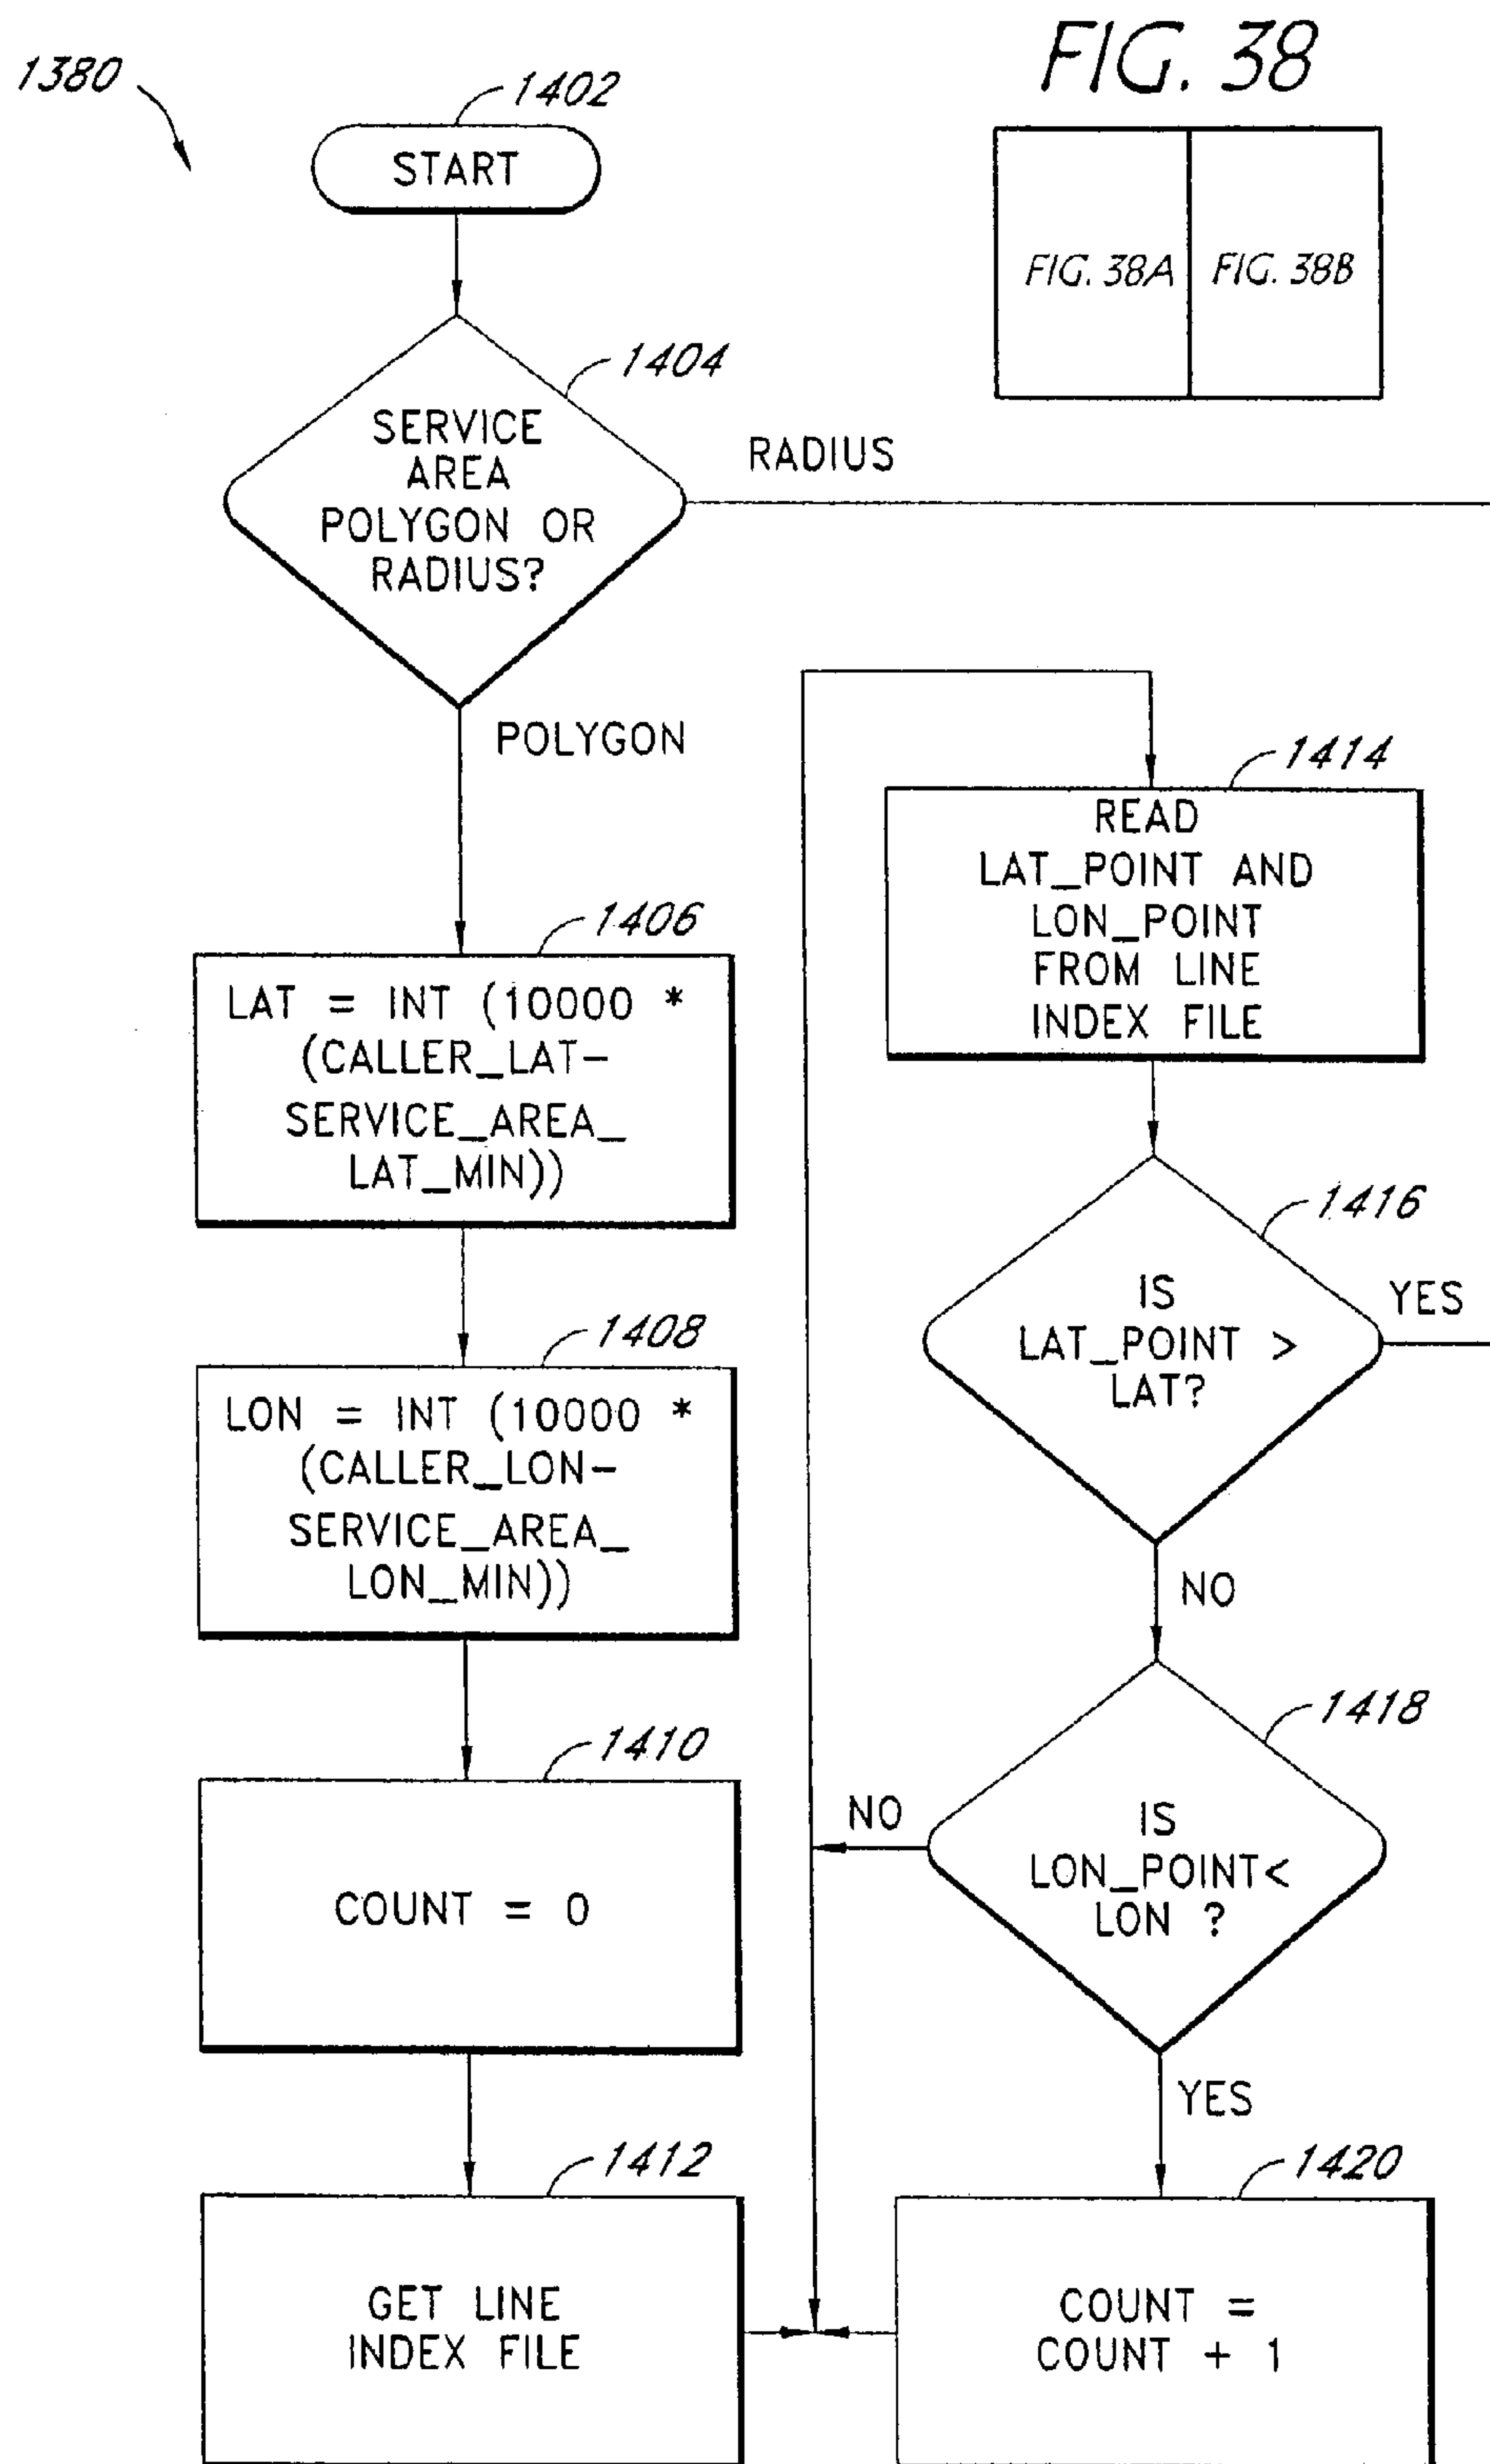 FIG. 38
1380
1402
START
FIG. 38A
FIG. 38B
1404
SERVICE
AREA
POLYGON OR
RADIUS?
RADIUS
POLYGON
1406
LAT = INT (10000 *
(CALLER_LAT-
SERVICE_AREA_
LAT_MIN))
1408
LON = INT (10000 *
(CALLER_LON-
SERVICE_AREA_
LON_MIN))
1410
COUNT = 0
1412
GET LINE
INDEX FILE
1414
READ
LAT_POINT AND
LON_POINT
FROM LINE
INDEX FILE
1416
IS
LAT_POINT >
LAT?
YES
NO
1418
IS
LON_POINT<
LON ?
NO
YES
1420
COUNT =
COUNT + 1